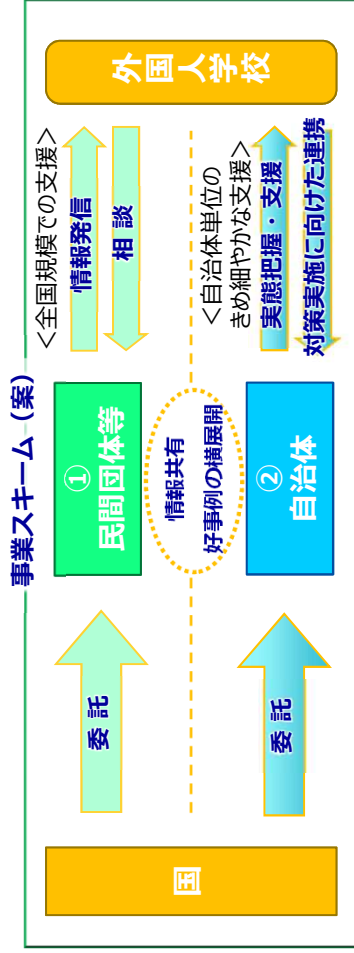 事業スキーム（案）
国
委託
①
民間団体等
＜全国規模での支援＞
情報発信
相談
情報共有
好事例の横展開
委託
②
自治体
＜自治体単位の
きめ細やかな支援＞
実態把握・支援
対策実施に向けた連携
外国人学校